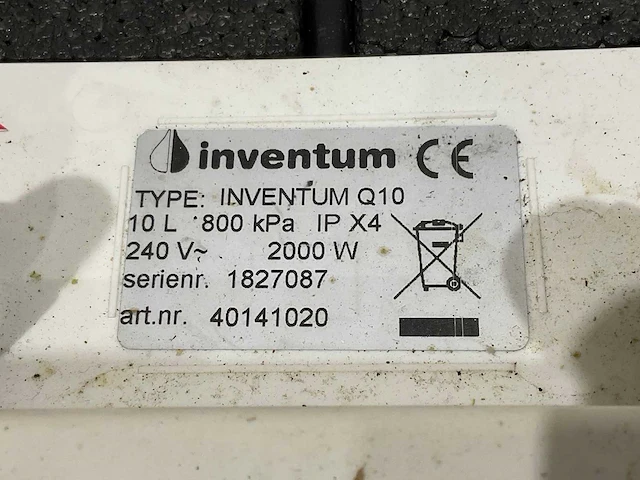 inventum CE
TYPE: INVENTUM Q10
10 L 800 kPa IP X4
240 V~ 2000 W
serienr. 1827087
art.nr. 40141020